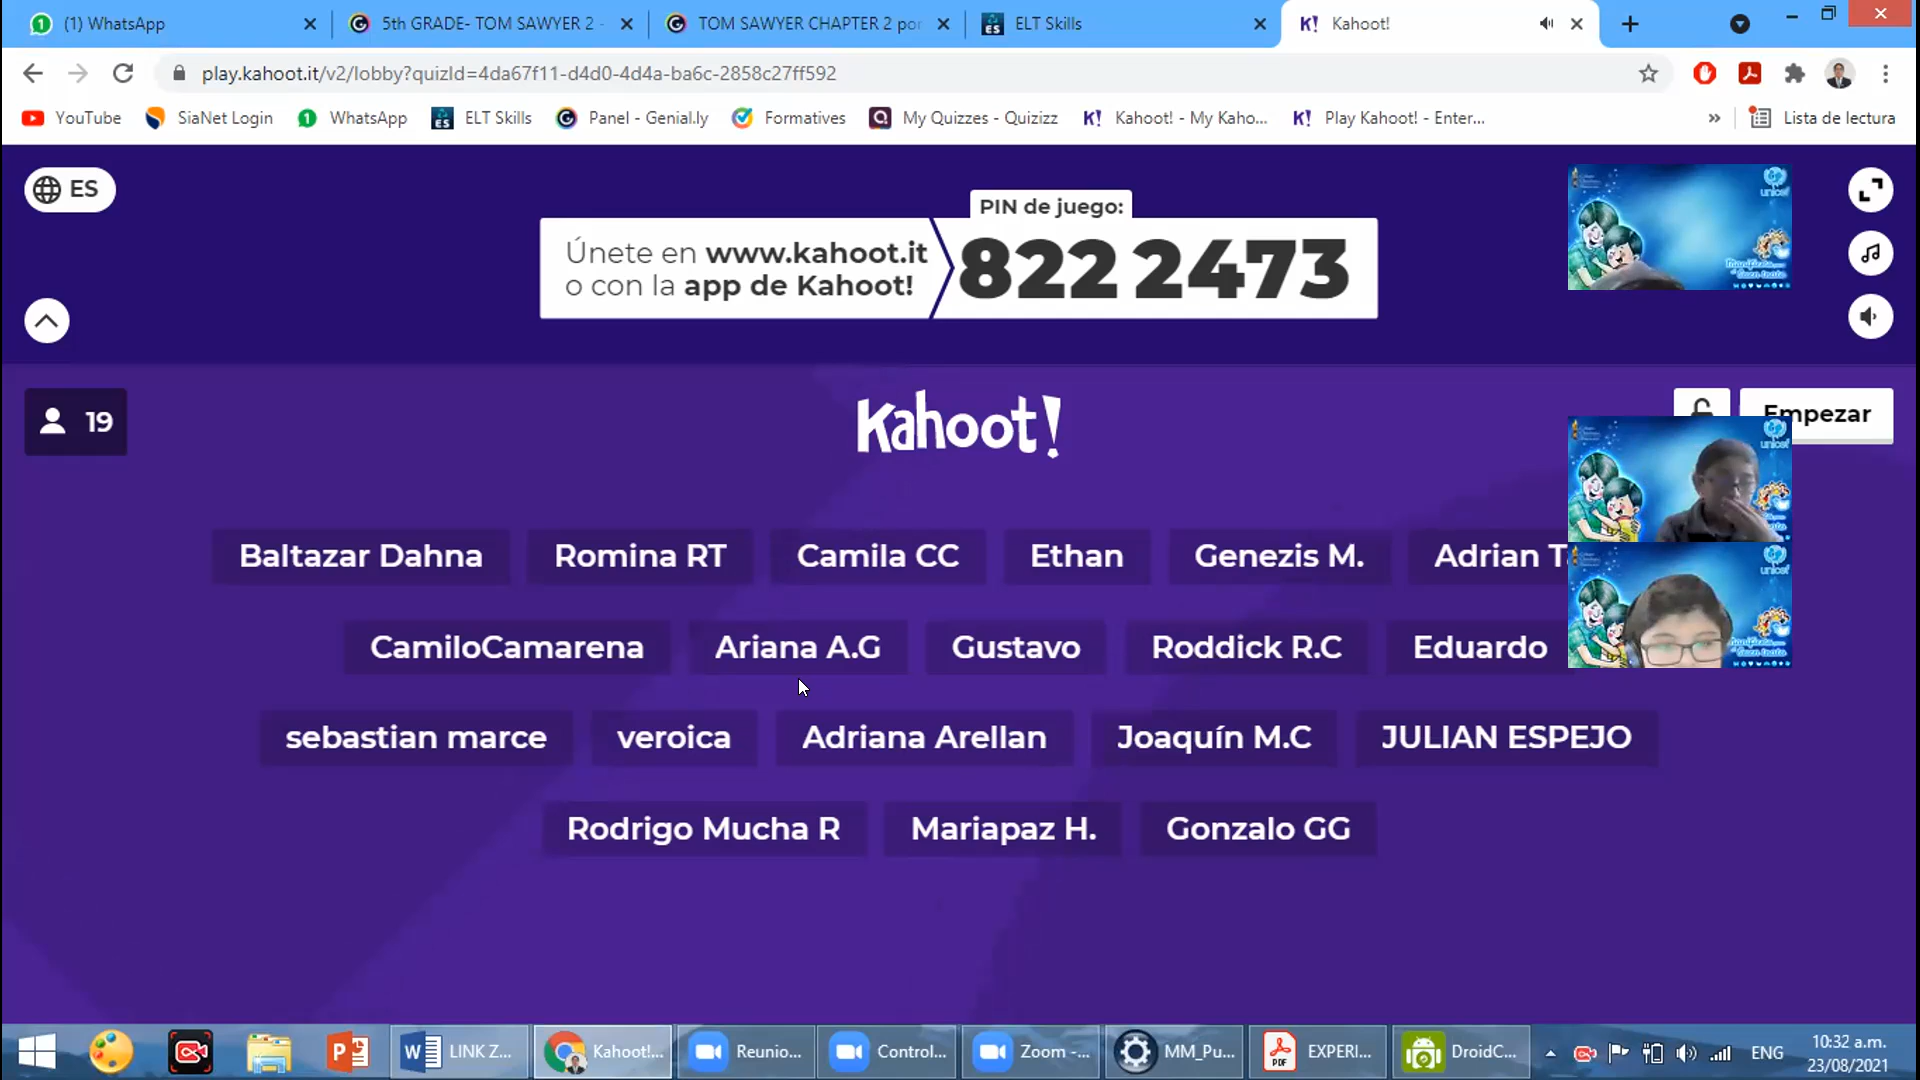 (1) WhatsApp
5th GRADE- TOM SAWYER 2 -
TOM SAWYER CHAPTER 2 por
ELT Skills
Kahoot!
play.kahoot.it/v2/lobby?quizId=4da67f11-d4d0-4d4a-ba6c-2858c27ff592
YouTube
SiaNet Login
WhatsApp
ELT Skills
Panel - Genial.ly
Formatives
My Quizzes - Quizizz
Kahoot! - My Kaho...
Play Kahoot! - Enter...
»
Lista de lectura
ES
PIN de juego:
Únete en www.kahoot.it
o con la app de Kahoot!
822 2473
unicef
19
Kahoot!
Empezar
unicef
Baltazar Dahna
Romina RT
Camila CC
Ethan
Genezis M.
Adrian T.
CamiloCamarena
Ariana A.G
Gustavo
Roddick R.C
Eduardo
sebastian marce
veroica
Adriana Arellan
Joaquín M.C
JULIAN ESPEJO
Rodrigo Mucha R
Mariapaz H.
Gonzalo GG
LINK Z...
Kahoot!...
Reunio...
Control...
Zoom -...
MM_Pu...
EXPERI...
DroidC...
ENG
10:32 a.m.
23/08/2021